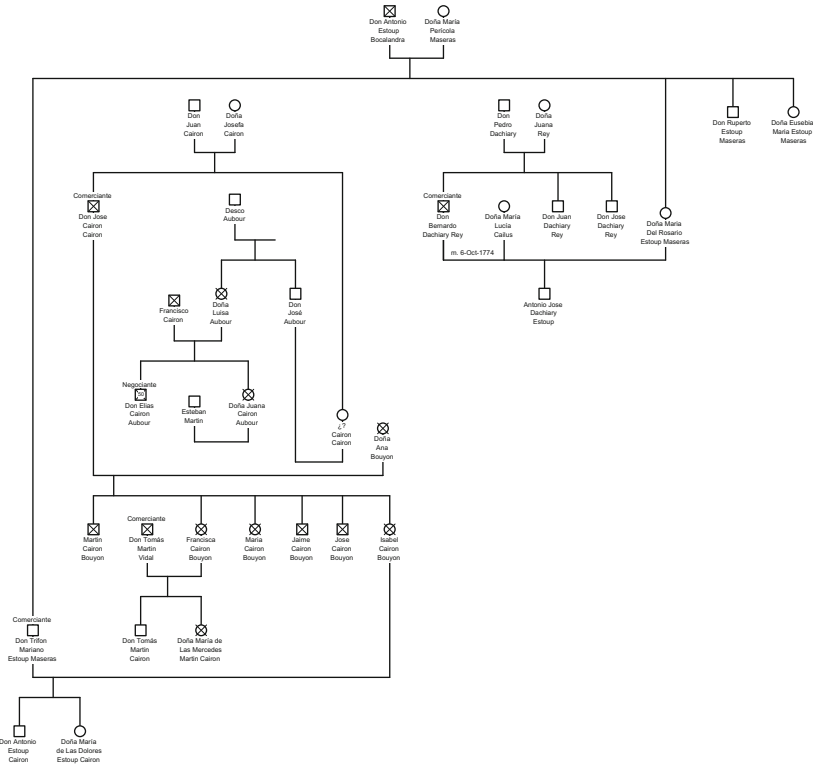 Don Antonio
Estoup
Bocalandra
Doña María
Perícola
Maseras
Don
Juan
Cairon
Doña
Josefa
Cairon
Don
Pedro
Dachiary
Doña
Juana
Rey
Don Ruperto
Estoup
Maseras
Doña Eusebia
Maria Estoup
Maseras
Comerciante
Don Jose
Cairon
Cairon
Desco
Aubour
Comerciante
Don
Bernardo
Dachiary Rey
Doña María
Lucía
Cailus
Don Juan
Dachiary
Rey
Don Jose
Dachiary
Rey
Doña Maria
Del Rosario
Estoup Maseras
m. 6-Oct-1774
Francisco
Cairon
Doña
Luisa
Aubour
Don
José
Aubour
Antonio Jose
Dachiary
Estoup
Negociante
50
Don Elias
Cairon
Aubour
Esteban
Martin
Doña Juana
Cairon
Aubour
¿?
Cairon
Cairon
Doña
Ana
Bouyon
Martin
Cairon
Bouyon
Comerciante
Don Tomás
Martin
Vidal
Francisca
Cairon
Bouyon
Maria
Cairon
Bouyon
Jaime
Cairon
Bouyon
Jose
Cairon
Bouyon
Isabel
Cairon
Bouyon
Comerciante
Don Trifon
Mariano
Estoup Maseras
Don Tomás
Martin
Cairon
Doña María de
Las Mercedes
Martin Cairon
Don Antonio
Estoup
Cairon
Doña María
de Las Dolores
Estoup Cairon